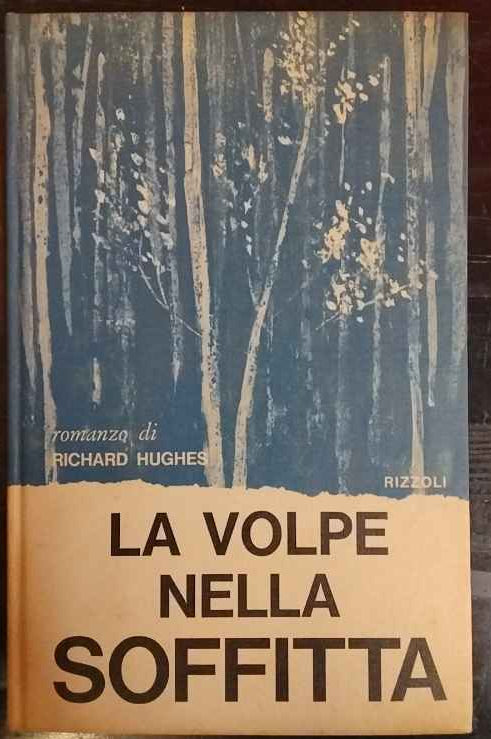 romanzo di
RICHARD HUGHES
RIZZOLI
LA VOLPE
NELLA
SOFFITTA